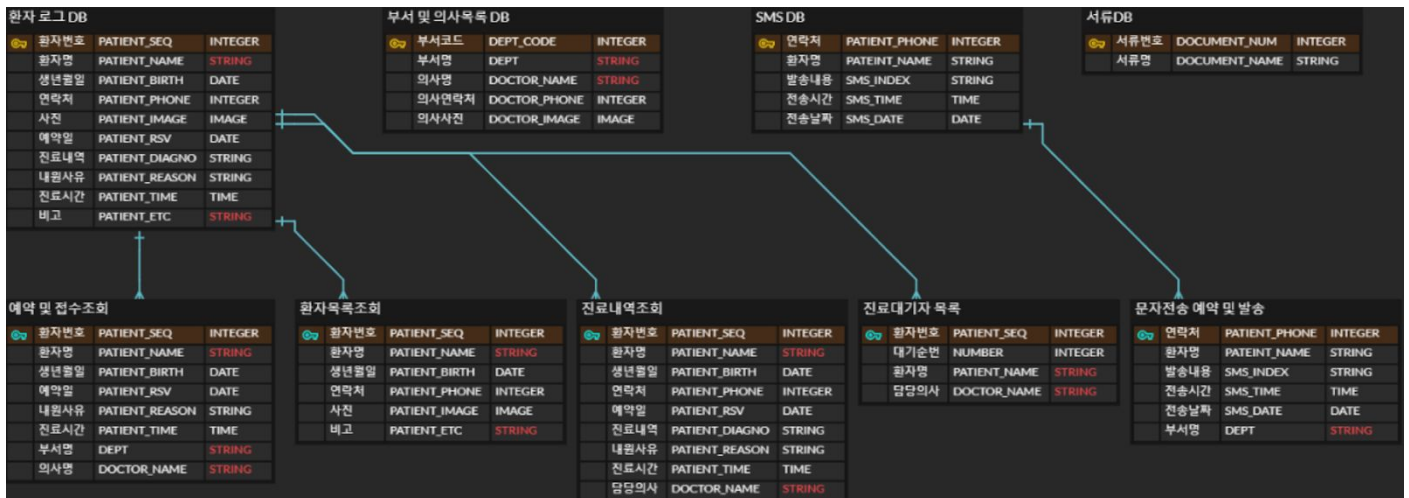 환자 로그 DB
환자번호 PATIENT_SEQ INTEGER
환자명 PATIENT_NAME STRING
생년월일 PATIENT_BIRTH DATE
연락처 PATIENT_PHONE INTEGER
사진 PATIENT_IMAGE IMAGE
예약일 PATIENT_RSV DATE
진료내역 PATIENT_DIAGNO STRING
내원사유 PATIENT_REASON STRING
진료시간 PATIENT_TIME TIME
비고 PATIENT_ETC STRING
부서 및 의사목록 DB
부서코드 DEPT_CODE INTEGER
부서명 DEPT STRING
의사명 DOCTOR_NAME STRING
의사연락처 DOCTOR_PHONE INTEGER
의사사진 DOCTOR_IMAGE IMAGE
SMS DB
연락처 PATIENT_PHONE INTEGER
환자명 PATEINT_NAME STRING
발송내용 SMS_INDEX STRING
전송시간 SMS_TIME TIME
전송날짜 SMS_DATE DATE
서류DB
서류번호 DOCUMENT_NUM INTEGER
서류명 DOCUMENT_NAME STRING
예약 및 접수조회
환자번호 PATIENT_SEQ INTEGER
환자명 PATIENT_NAME STRING
생년월일 PATIENT_BIRTH DATE
예약일 PATIENT_RSV DATE
내원사유 PATIENT_REASON STRING
진료시간 PATIENT_TIME TIME
부서명 DEPT STRING
의사명 DOCTOR_NAME STRING
환자목록조회
환자번호 PATIENT_SEQ INTEGER
환자명 PATIENT_NAME STRING
생년월일 PATIENT_BIRTH DATE
연락처 PATIENT_PHONE INTEGER
사진 PATIENT_IMAGE IMAGE
비고 PATIENT_ETC STRING
진료내역조회
환자번호 PATIENT_SEQ INTEGER
환자명 PATIENT_NAME STRING
생년월일 PATIENT_BIRTH DATE
연락처 PATIENT_PHONE INTEGER
예약일 PATIENT_RSV DATE
진료내역 PATIENT_DIAGNO STRING
내원사유 PATIENT_REASON STRING
진료시간 PATIENT_TIME TIME
담당의사 DOCTOR_NAME STRING
진료대기자 목록
환자번호 PATIENT_SEQ INTEGER
대기순번 NUMBER INTEGER
환자명 PATIENT_NAME STRING
담당의사 DOCTOR_NAME STRING
문자전송 예약 및 발송
연락처 PATIENT_PHONE INTEGER
환자명 PATEINT_NAME STRING
발송내용 SMS_INDEX STRING
전송시간 SMS_TIME TIME
전송날짜 SMS_DATE DATE
부서명 DEPT STRING